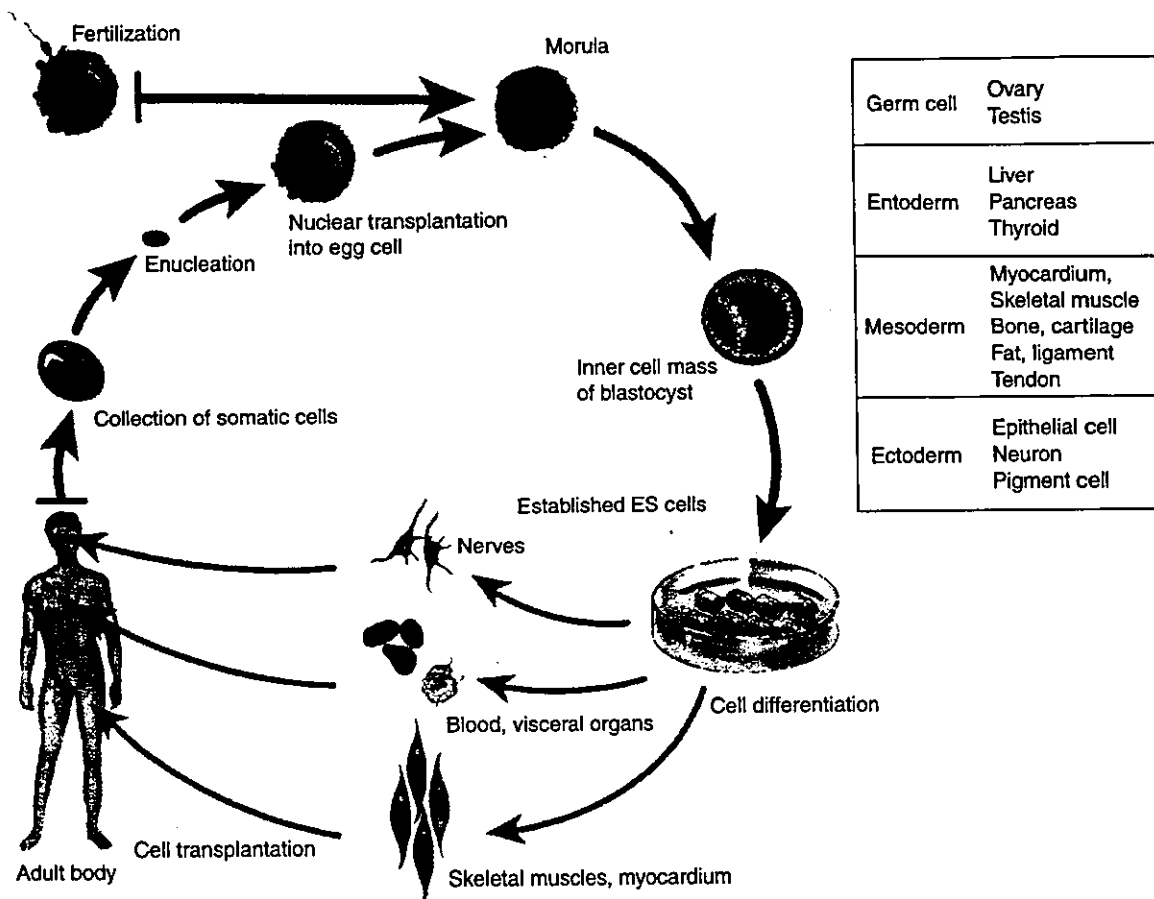 Fertilization
Morula
Nuclear transplantation
into egg cell
Enucleation
Collection of somatic cells
Inner cell mass
of blastocyst
Established ES cells
Nerves
Blood, visceral organs
Cell differentiation
Skeletal muscles, myocardium
Cell transplantation
Adult body
Germ cell
Ovary
Testis
Entoderm
Liver
Pancreas
Thyroid
Mesoderm
Myocardium,
Skeletal muscle
Bone, cartilage
Fat, ligament
Tendon
Ectoderm
Epithelial cell
Neuron
Pigment cell